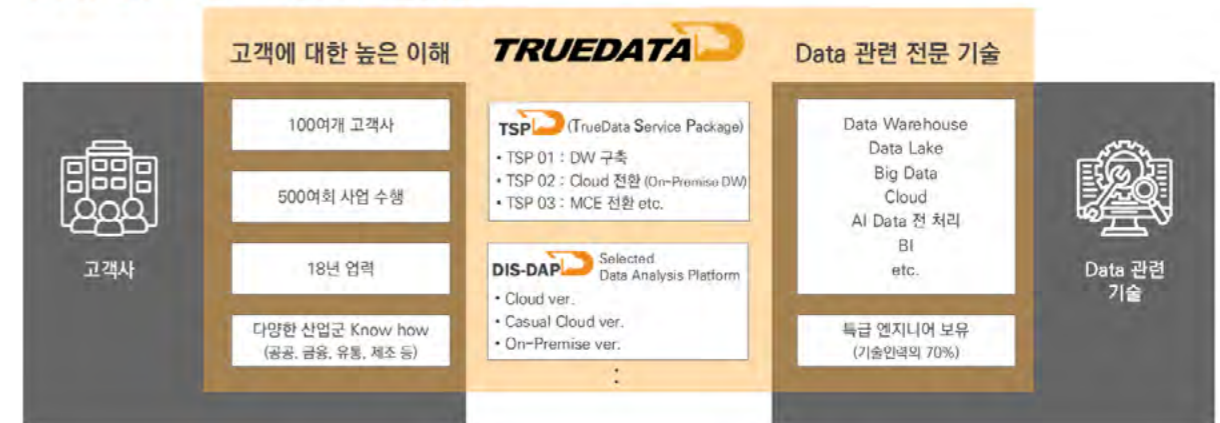 고객에 대한 높은 이해
TRUEDATA
Data 관련 전문 기술
고객사
100여개 고객사
500여회 사업 수행
18년 업력
다양한 산업군 Know how
(공공, 금융, 유통, 제조 등)
TSP (TrueData Service Package)
• TSP 01 : DW 구축
• TSP 02 : Cloud 전환 (On-Premise DW)
• TSP 03 : MCE 전환 etc.
DIS-DAP Selected
Data Analysis Platform
• Cloud ver.
• Casual Cloud ver.
• On-Premise ver.
:
Data Warehouse
Data Lake
Big Data
Cloud
AI Data 전 처리
BI
etc.
특급 엔지니어 보유
(기술인력의 70%)
Data 관련
기술